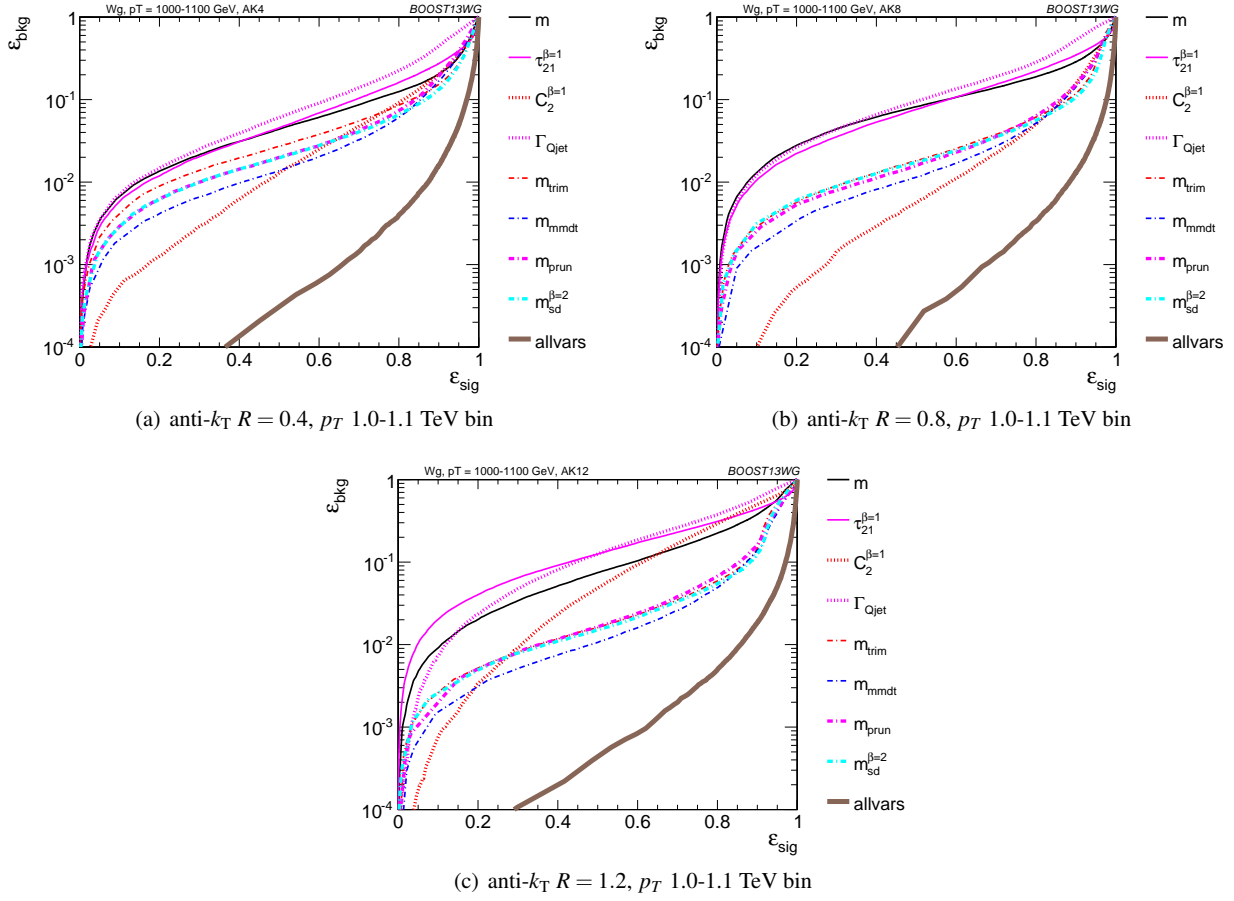 Wg, pT = 1000-1100 GeV, AK4
BOOST13WG
ε_bkg
1
10⁻¹
10⁻²
10⁻³
10⁻⁴
0 0.2 0.4 0.6 0.8 1
ε_sig
m
τ₂₁^β=1
C₂^β=1
Γ_Qjet
m_trim
m_mmdt
m_prun
m_sd^β=2
allvars
(a) anti-k_T R = 0.4, p_T 1.0-1.1 TeV bin
Wg, pT = 1000-1100 GeV, AK8
BOOST13WG
ε_bkg
1
10⁻¹
10⁻²
10⁻³
10⁻⁴
0 0.2 0.4 0.6 0.8 1
ε_sig
m
τ₂₁^β=1
C₂^β=1
Γ_Qjet
m_trim
m_mmdt
m_prun
m_sd^β=2
allvars
(b) anti-k_T R = 0.8, p_T 1.0-1.1 TeV bin
Wg, pT = 1000-1100 GeV, AK12
BOOST13WG
ε_bkg
1
10⁻¹
10⁻²
10⁻³
10⁻⁴
0 0.2 0.4 0.6 0.8 1
ε_sig
m
τ₂₁^β=1
C₂^β=1
Γ_Qjet
m_trim
m_mmdt
m_prun
m_sd^β=2
allvars
(c) anti-k_T R = 1.2, p_T 1.0-1.1 TeV bin